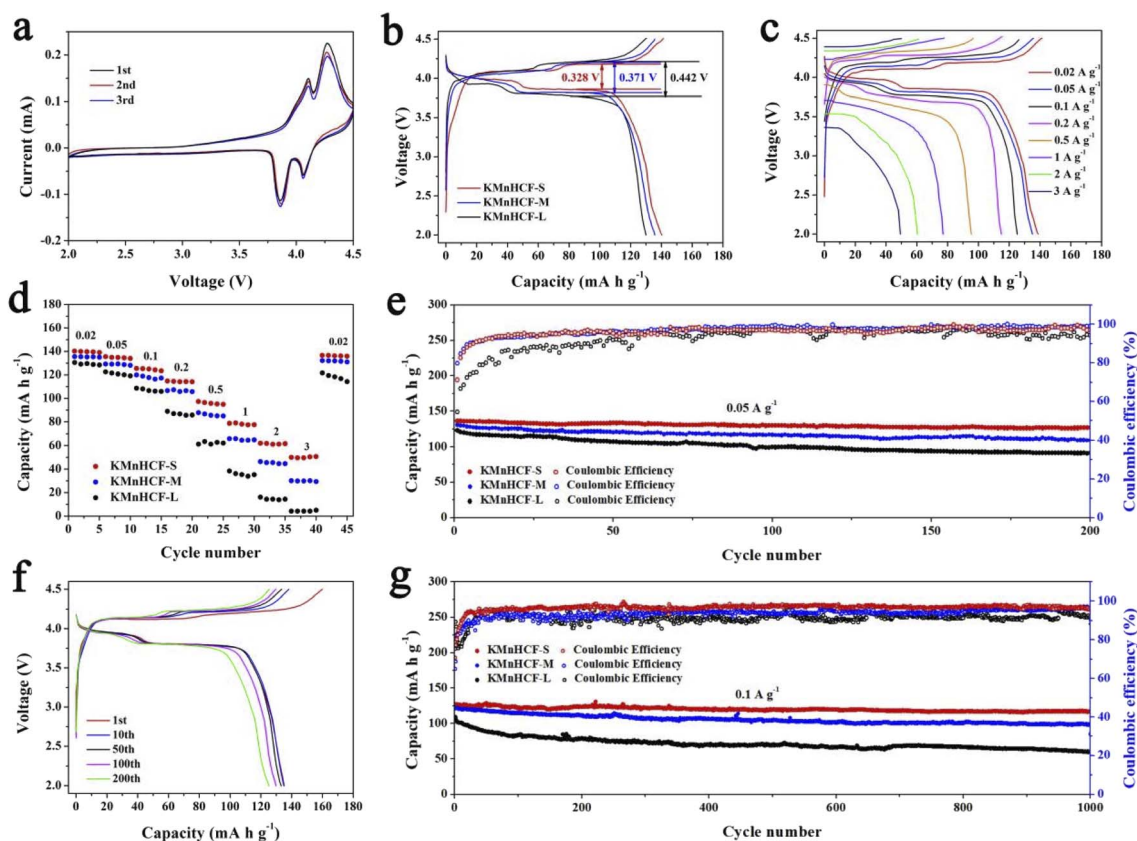 a
Current (mA)
0.2
0.1
0.0
-0.1
-0.2
1st
2nd
3rd
2.0 2.5 3.0 3.5 4.0 4.5
Voltage (V)
b
Voltage (V)
4.5
4.0
3.5
3.0
2.5
2.0
0.328 V 0.371 V 0.442 V
KMnHCF-S
KMnHCF-M
KMnHCF-L
0 20 40 60 80 100 120 140 160 180
Capacity (mA h g-1)
c
Voltage (V)
4.5
4.0
3.5
3.0
2.5
2.0
0.02 A g-1
0.05 A g-1
0.1 A g-1
0.2 A g-1
0.5 A g-1
1 A g-1
2 A g-1
3 A g-1
0 20 40 60 80 100 120 140 160 180
Capacity (mA h g-1)
d
Capacity (mA h g-1)
180
160
140
120
100
80
60
40
20
0
0.02 0.05 0.1 0.2 0.5 1 2 3 0.02
KMnHCF-S
KMnHCF-M
KMnHCF-L
0 5 10 15 20 25 30 35 40 45
Cycle number
e
Capacity (mA h g-1)
300
250
200
150
100
50
0
0.05 A g-1
KMnHCF-S Coulombic Efficiency
KMnHCF-M Coulombic Efficiency
KMnHCF-L Coulombic Efficiency
0 50 100 150 200
Cycle number
100
80
60
40
20
0
Coulombic efficiency (%)
f
Voltage (V)
4.5
4.0
3.5
3.0
2.5
2.0
1st
10th
50th
100th
200th
0 20 40 60 80 100 120 140 160 180
Capacity (mA h g-1)
g
Capacity (mA h g-1)
300
250
200
150
100
50
0
KMnHCF-S Coulombic Efficiency
KMnHCF-M Coulombic Efficiency
KMnHCF-L Coulombic Efficiency
0.1 A g-1
0 200 400 600 800 1000
Cycle number
100
80
60
40
20
0
Coulombic efficiency (%)